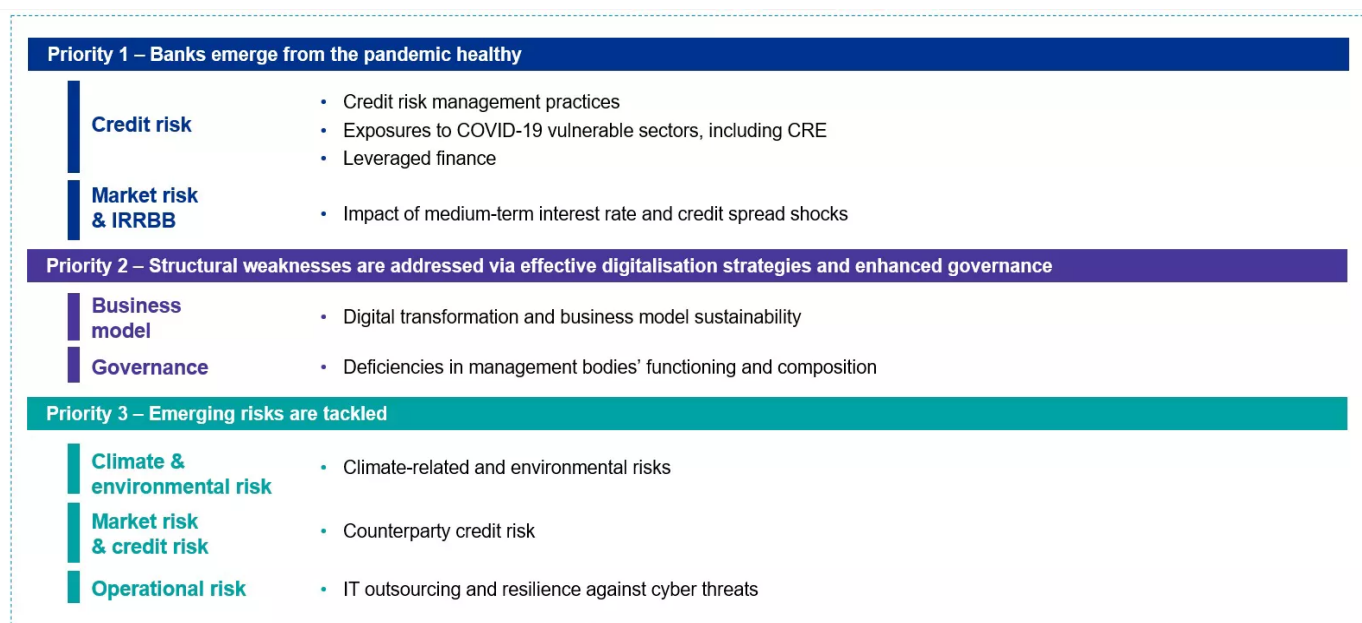 Priority 1 – Banks emerge from the pandemic healthy
Credit risk
• Credit risk management practices
• Exposures to COVID-19 vulnerable sectors, including CRE
• Leveraged finance
Market risk
& IRRBB
• Impact of medium-term interest rate and credit spread shocks
Priority 2 – Structural weaknesses are addressed via effective digitalisation strategies and enhanced governance
Business
model
• Digital transformation and business model sustainability
Governance
• Deficiencies in management bodies’ functioning and composition
Priority 3 – Emerging risks are tackled
Climate &
environmental risk
• Climate-related and environmental risks
Market risk
& credit risk
• Counterparty credit risk
Operational risk
• IT outsourcing and resilience against cyber threats